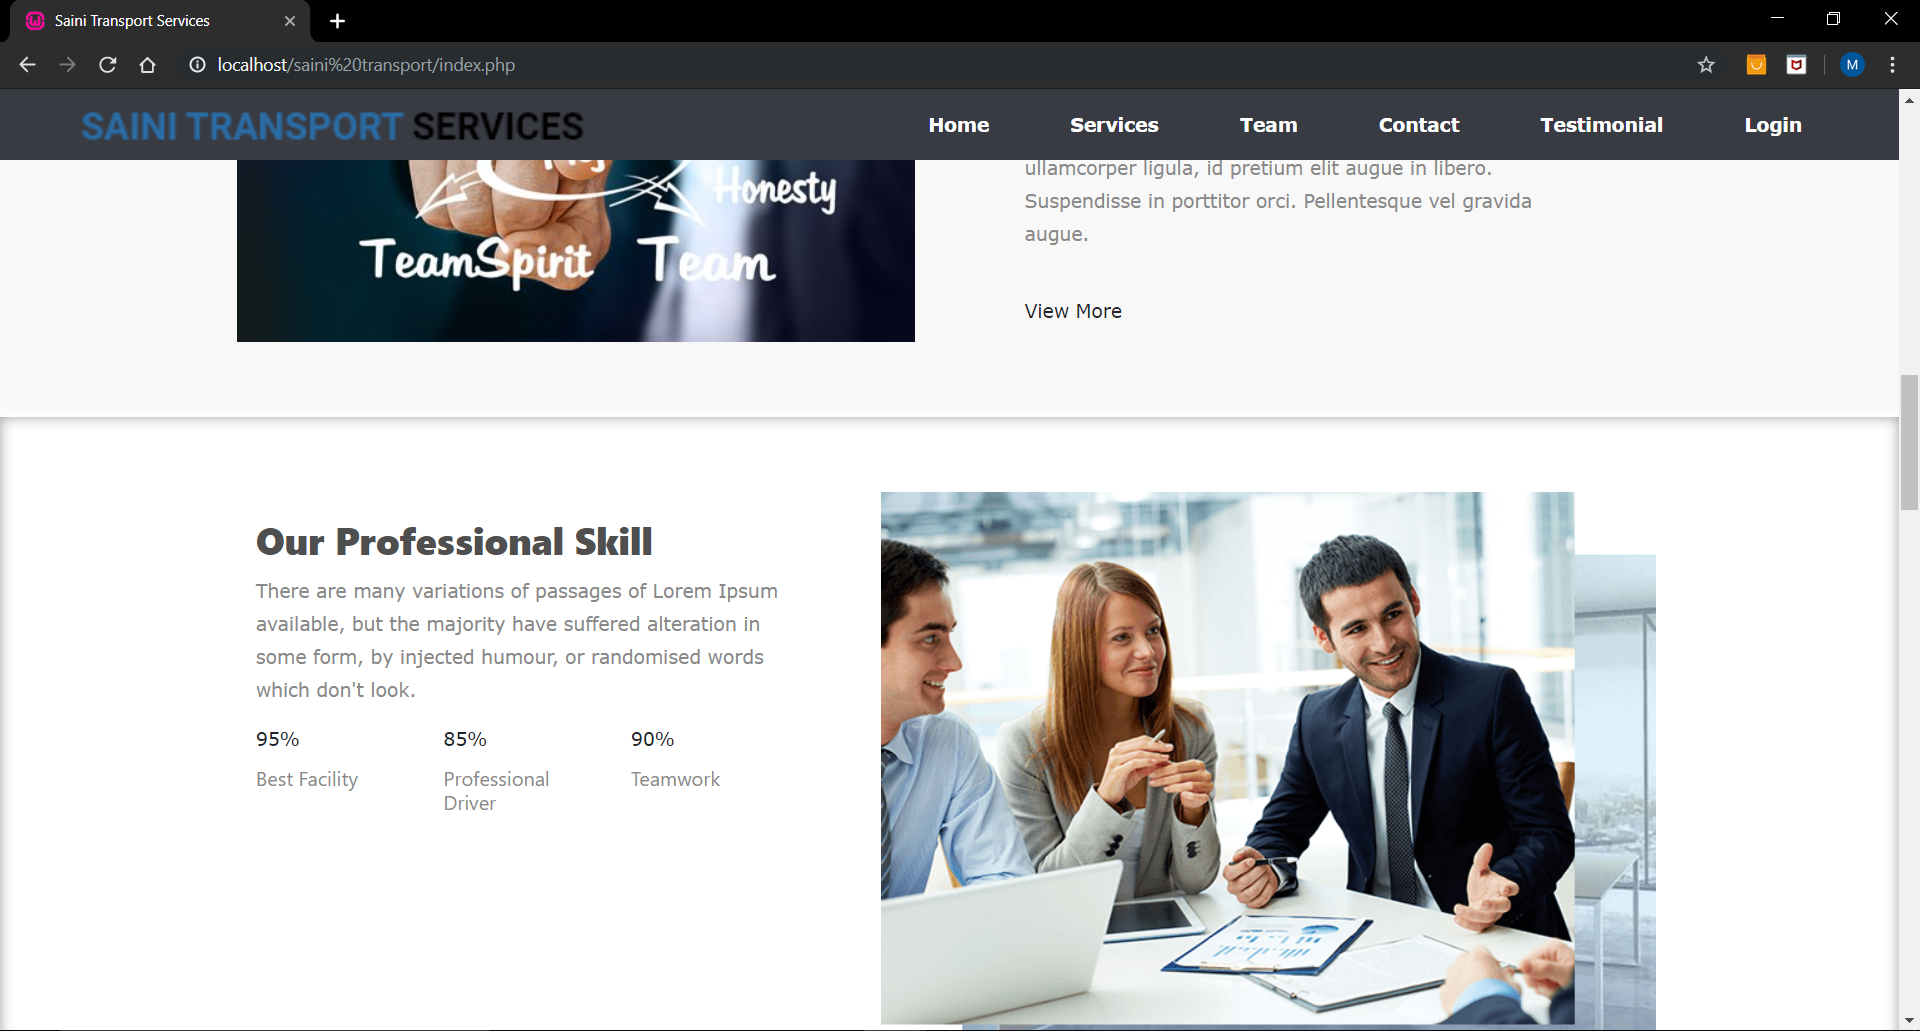 Saini Transport Services
localhost/saini%20transport/index.php
M
SAINI TRANSPORT SERVICES
Home Services Team Contact Testimonial Login
Honesty
TeamSpirit Team
ullamcorper ligula, id pretium elit augue in libero.
Suspendisse in porttitor orci. Pellentesque vel gravida
augue.
View More
Our Professional Skill
There are many variations of passages of Lorem Ipsum
available, but the majority have suffered alteration in
some form, by injected humour, or randomised words
which don't look.
95% 85% 90%
Best Facility Professional Teamwork
Driver